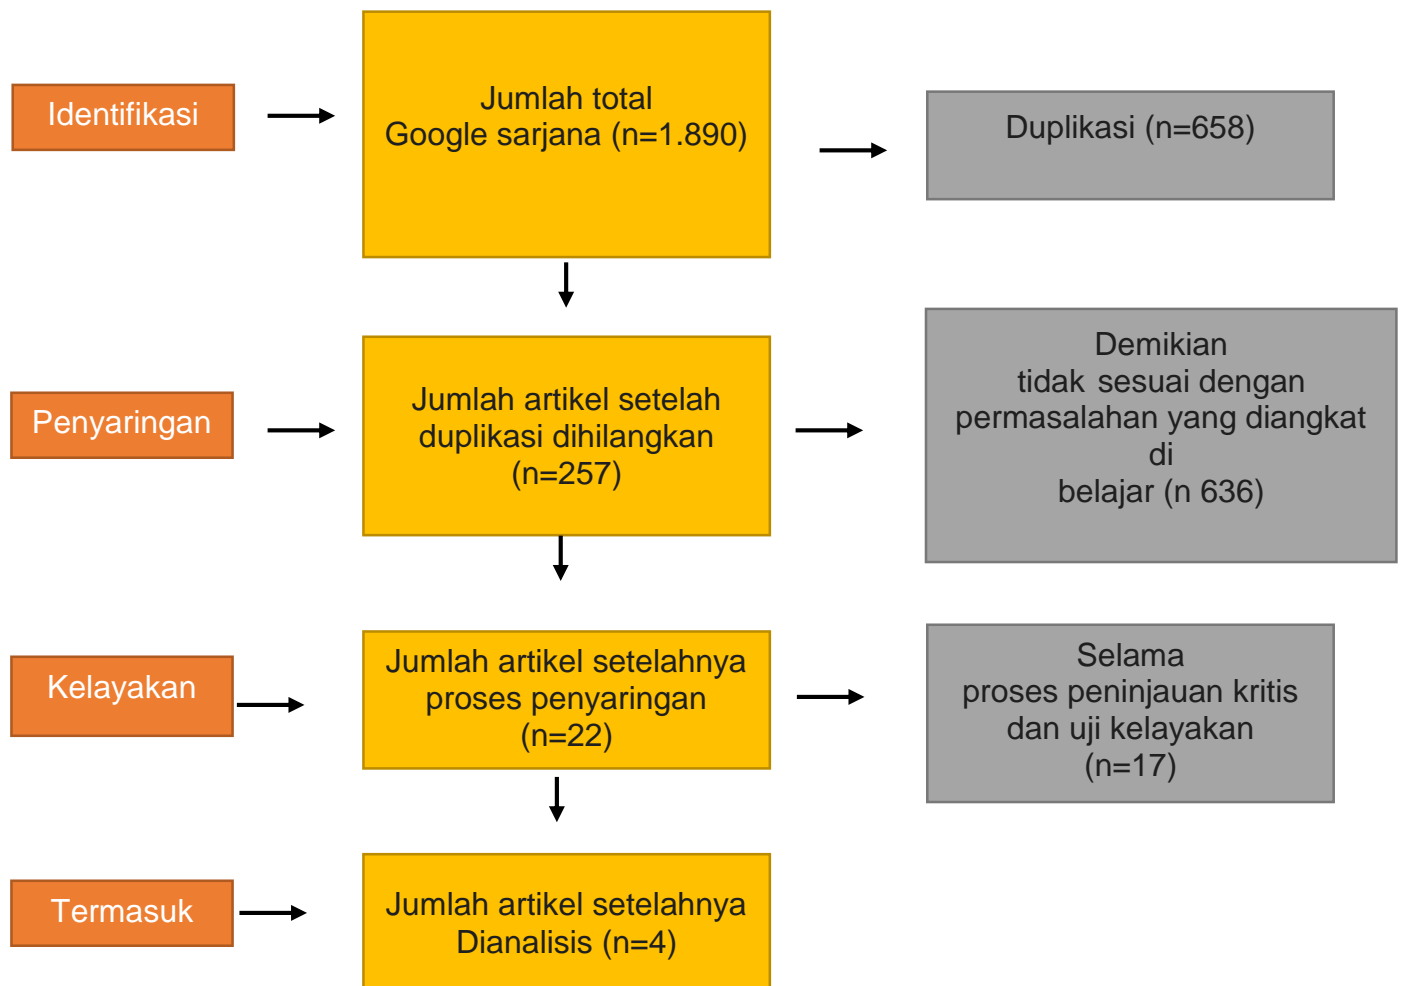 Identifikasi
Jumlah total
Google sarjana (n=1.890)
Duplikasi (n=658)
Penyaringan
Jumlah artikel setelah
duplikasi dihilangkan
(n=257)
Demikian
tidak sesuai dengan
permasalahan yang diangkat
di
belajar (n 636)
Kelayakan
Jumlah artikel setelahnya
proses penyaringan
(n=22)
Selama
proses peninjauan kritis
dan uji kelayakan
(n=17)
Termasuk
Jumlah artikel setelahnya
Dianalisis (n=4)